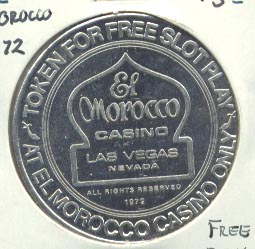 OROCCO
72
TOKEN FOR FREE SLOT PLAY
AT EL MOROCCO CASINO ONLY
El
Morocco
CASINO
LAS VEGAS
NEVADA
ALL RIGHTS RESERVED
1972
FREE